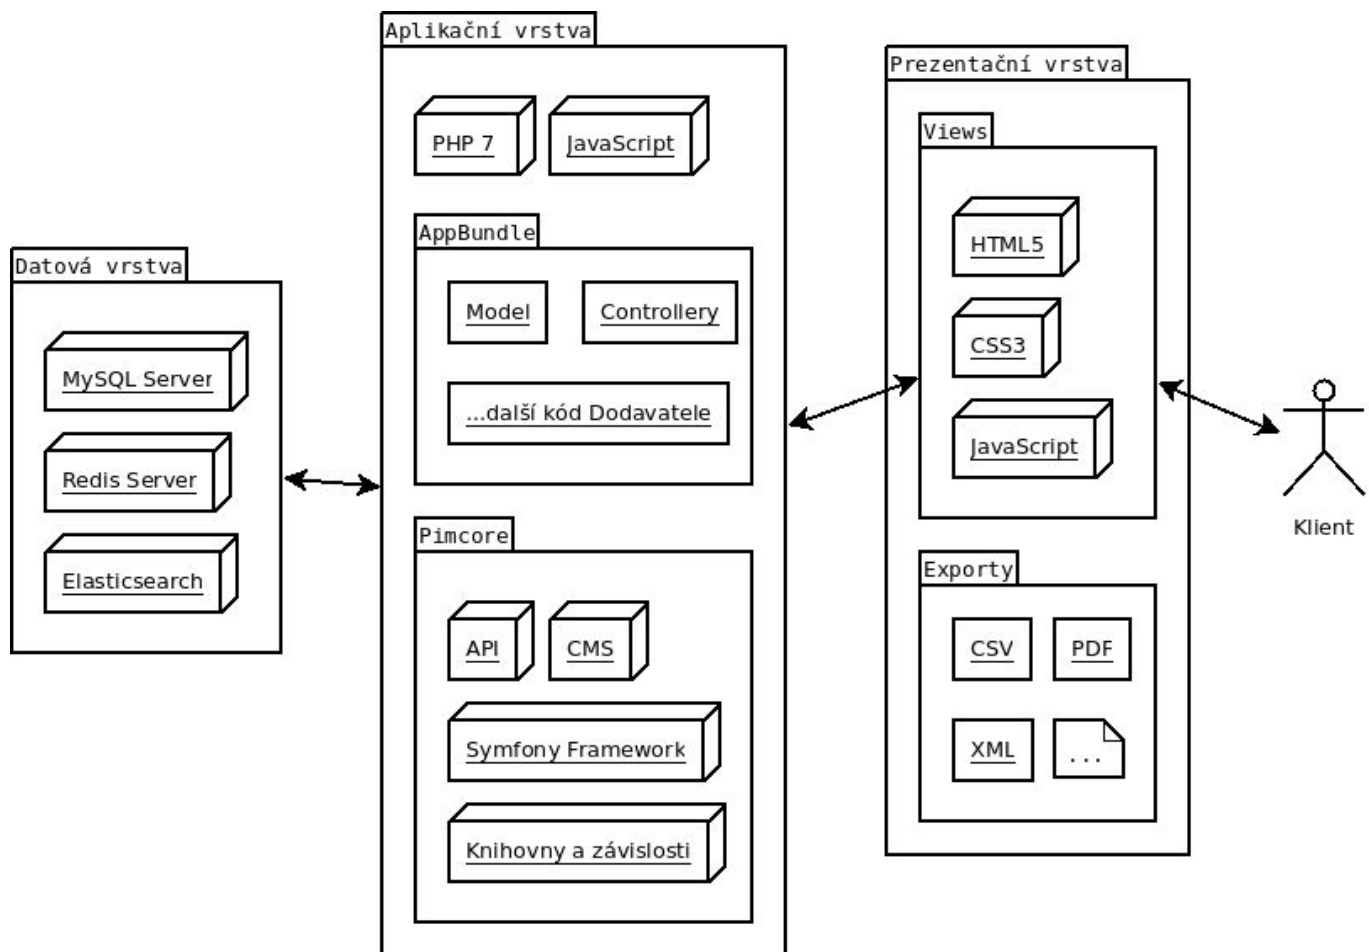 Aplikační vrstva
PHP 7
JavaScript
AppBundle
Model
Controllery
...další kód Dodavatele
Pimcore
API
CMS
Symfony Framework
Knihovny a závislosti
Datová vrstva
MySQL Server
Redis Server
Elasticsearch
Prezentační vrstva
Views
HTML5
CSS3
JavaScript
Exporty
CSV
PDF
XML
...
Klient